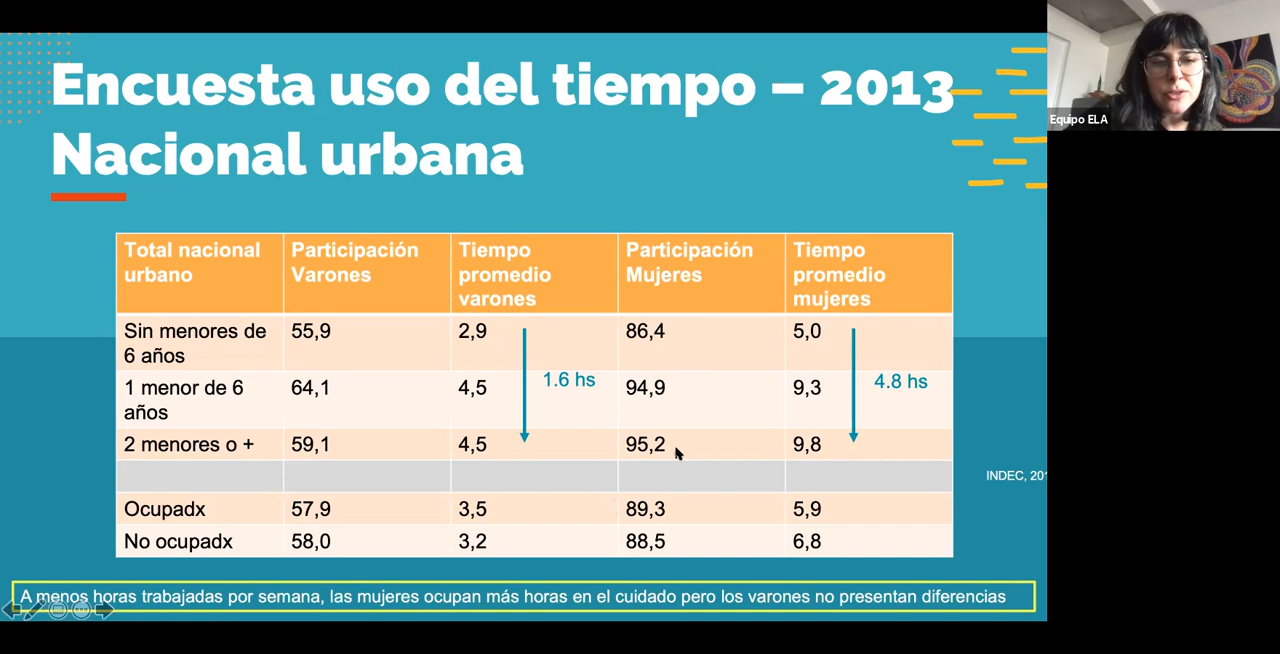 Encuesta uso del tiempo – 2013
Nacional urbana
Equipo ELA
Total nacional urbano
Participación Varones
Tiempo promedio varones
Participación Mujeres
Tiempo promedio mujeres
Sin menores de 6 años
55,9
2,9
86,4
5,0
1 menor de 6 años
64,1
4,5
1.6 hs
94,9
9,3
4.8 hs
2 menores o +
59,1
4,5
95,2
9,8
INDEC,
Ocupadx
57,9
3,5
89,3
5,9
No ocupadx
58,0
3,2
88,5
6,8
A menos horas trabajadas por semana, las mujeres ocupan más horas en el cuidado pero los varones no presentan diferencias